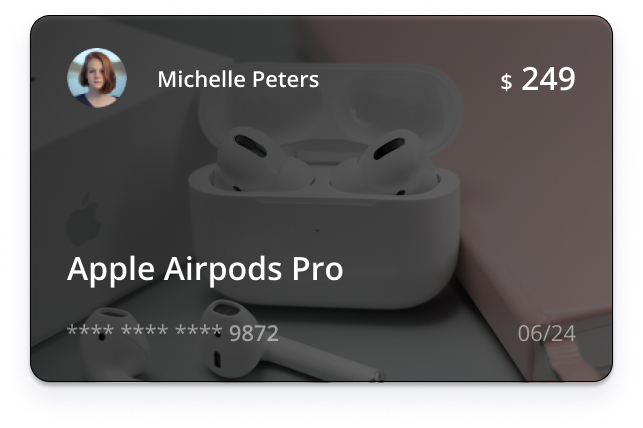 Michelle Peters
$ 249
Apple Airpods Pro
**** **** **** 9872
06/24